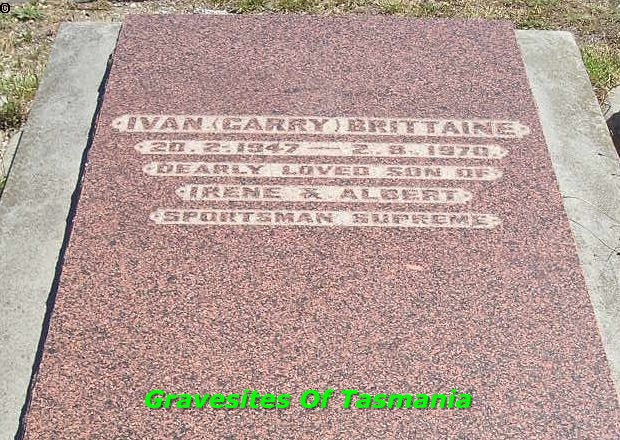 IVAN (GARRY) BRITTAINE
20. 2. 1947 — 2. 8. 1970.
DEARLY LOVED SON OF
IRENE & ALBERT
SPORTSMAN SUPREME
Gravesites Of Tasmania